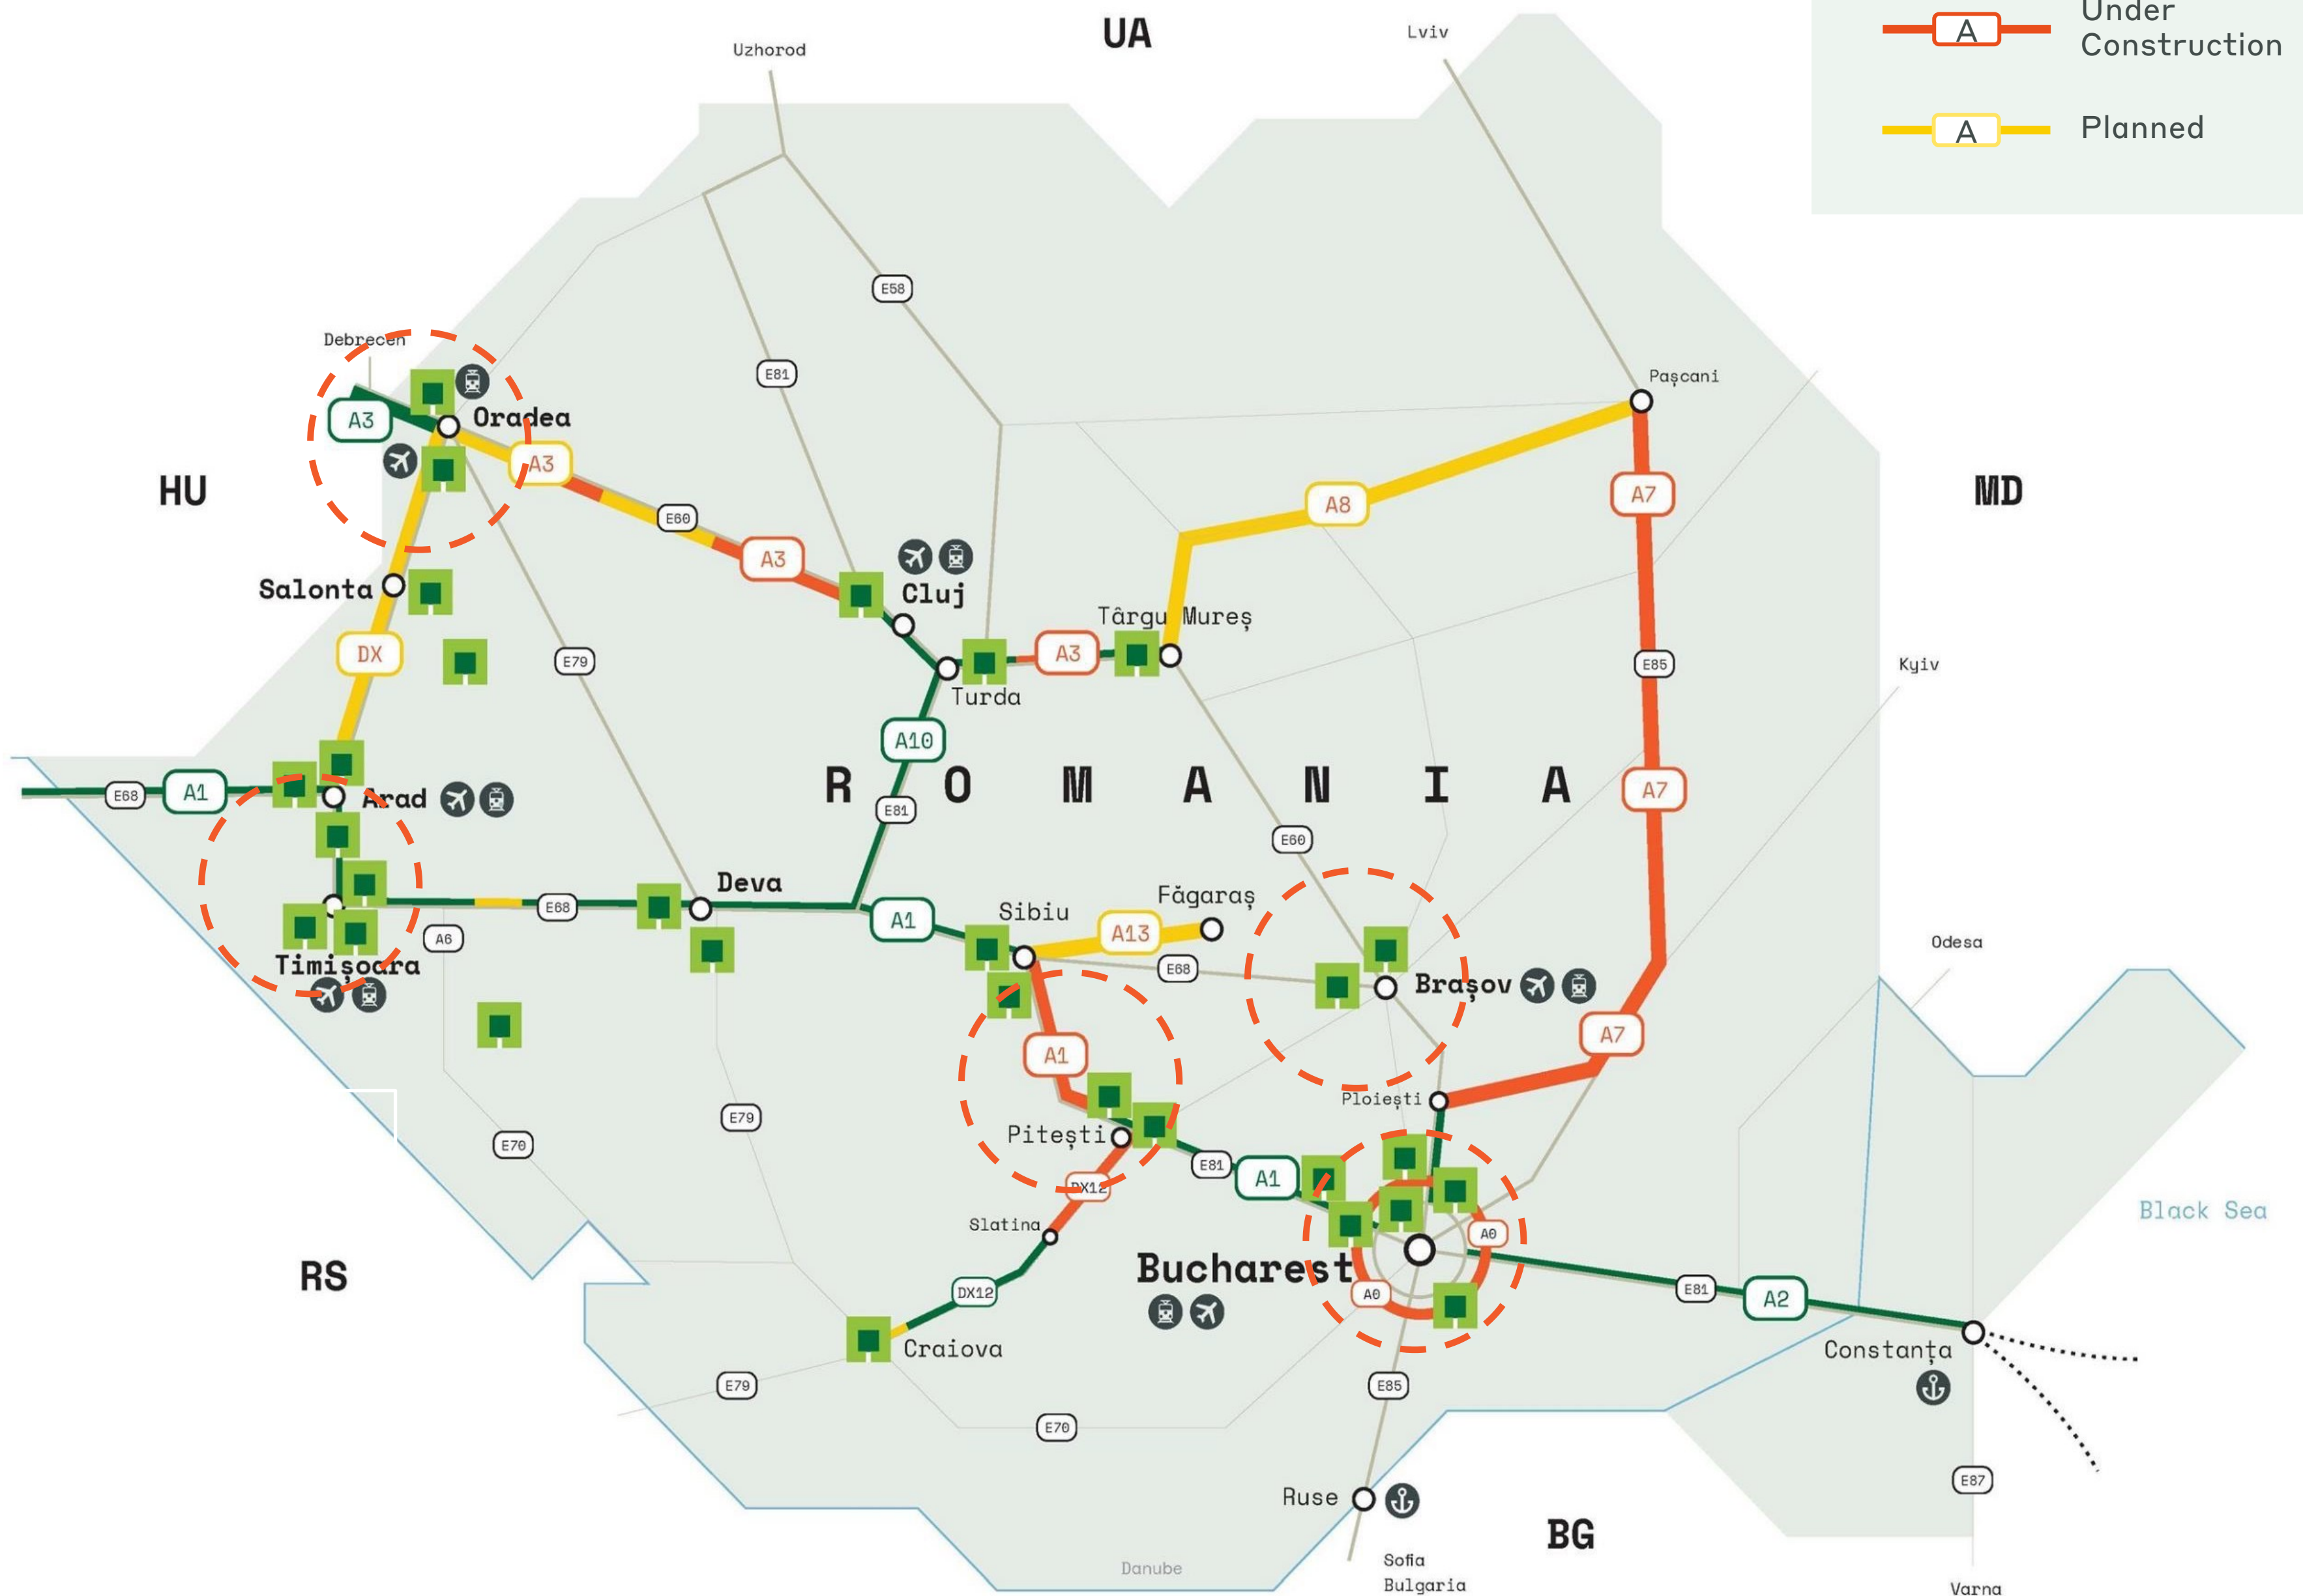 UA
Uzhorod
Lviv
A
Under
Construction
A
Planned
E58
Debrecen
E81
Pașcani
A3
Oradea
A3
HU
A8
A7
MD
E60
A3
Cluj
Salonta
Târgu Mureș
DX
E79
A3
E85
Kyiv
Turda
A10
E68
A1
Arad
R O M A N I A
A7
E81
E60
Deva
Făgaraș
E68
A1
Sibiu
A13
A6
E68
Odesa
Timișoara
Brașov
A7
A1
E79
Ploiești
E70
Pitești
E81
A1
DX12
Slatina
Black Sea
A0
Bucharest
RS
DX12
A0
E81
A2
Craiova
Constanța
E79
E85
E70
E87
Ruse
BG
Danube
Sofia
Bulgaria
Varna